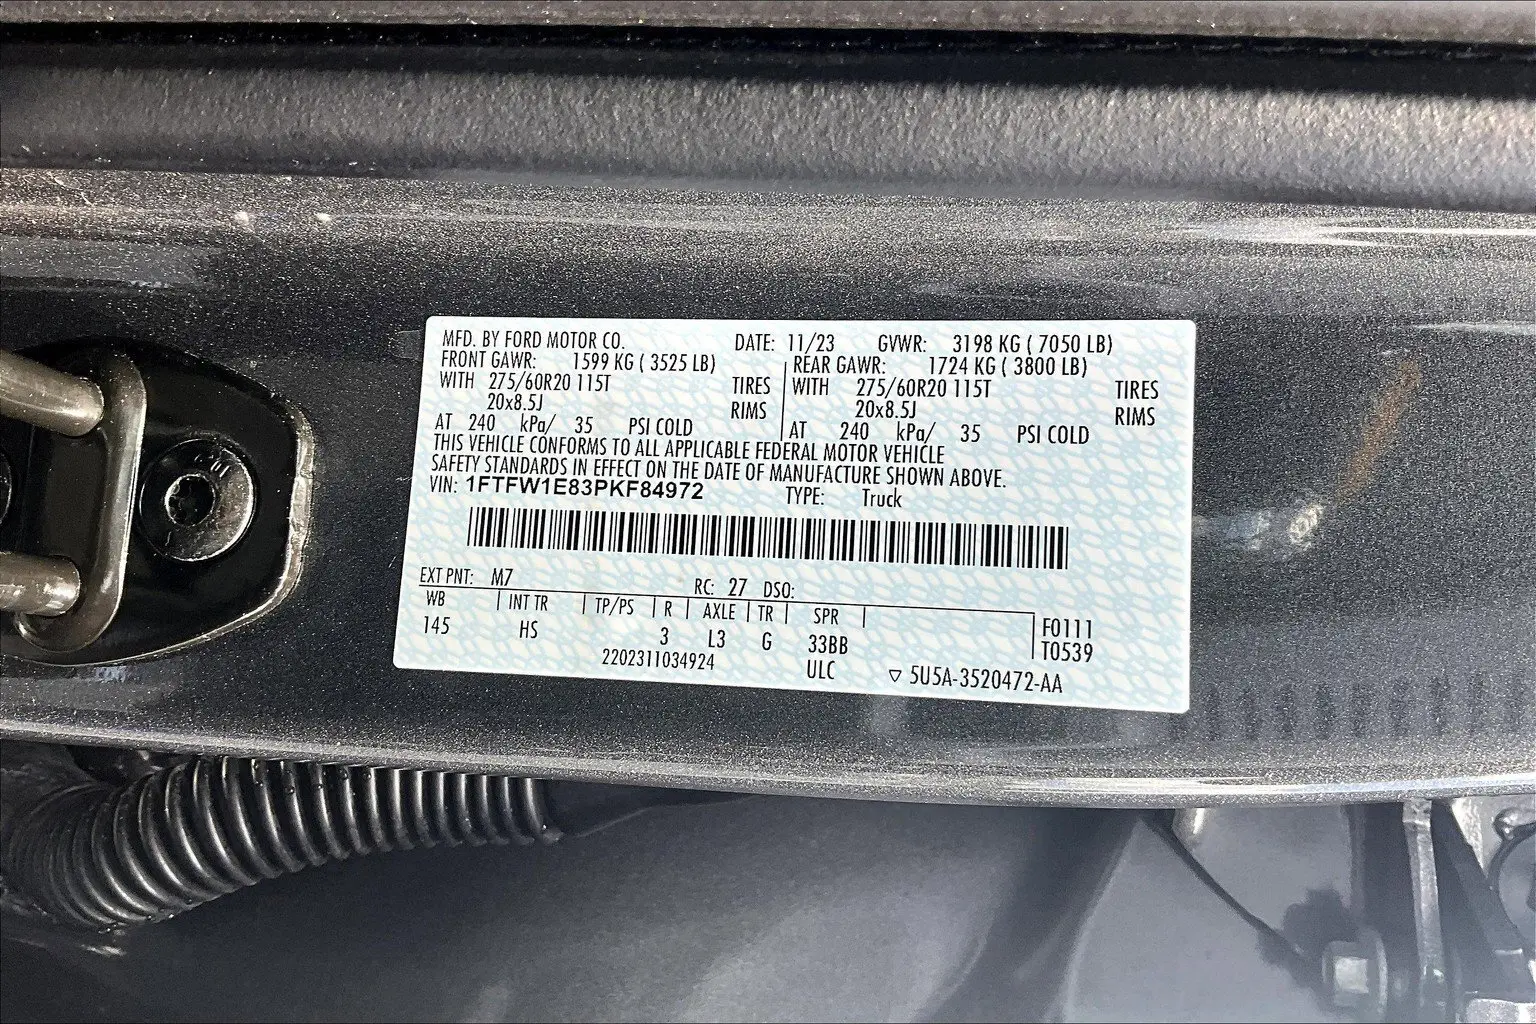 MFD. BY FORD MOTOR CO. DATE: 11/23 GVWR: 3198 KG ( 7050 LB)
FRONT GAWR: 1599 KG ( 3525 LB) REAR GAWR: 1724 KG ( 3800 LB)
WITH 275/60R20 115T TIRES WITH 275/60R20 115T TIRES
20x8.5J RIMS 20x8.5J RIMS
AT 240 kPa/ 35 PSI COLD AT 240 kPa/ 35 PSI COLD
THIS VEHICLE CONFORMS TO ALL APPLICABLE FEDERAL MOTOR VEHICLE
SAFETY STANDARDS IN EFFECT ON THE DATE OF MANUFACTURE SHOWN ABOVE.
VIN: 1FTFW1E83PKF84972 TYPE: Truck
EXT PNT: M7 RC: 27 DSO:
WB INT TR TP/PS R AXLE TR SPR F0111
145 HS 3 L3 G 33BB T0539
2202311034924 ULC ▽ 5U5A-3520472-AA